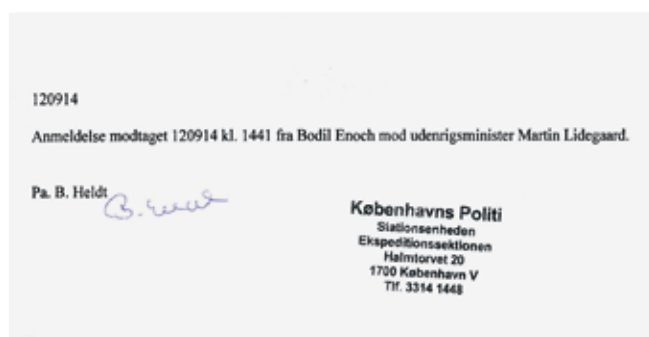 120914
Anmeldelse modtaget 120914 kl. 1441 fra Bodil Enoch mod udenrigsminister Martin Lidegaard.
Pa. B. Heldt
Københavns Politi
Stationsenheden
Ekspeditionssektionen
Halmtorvet 20
1700 København V
Tlf. 3314 1448